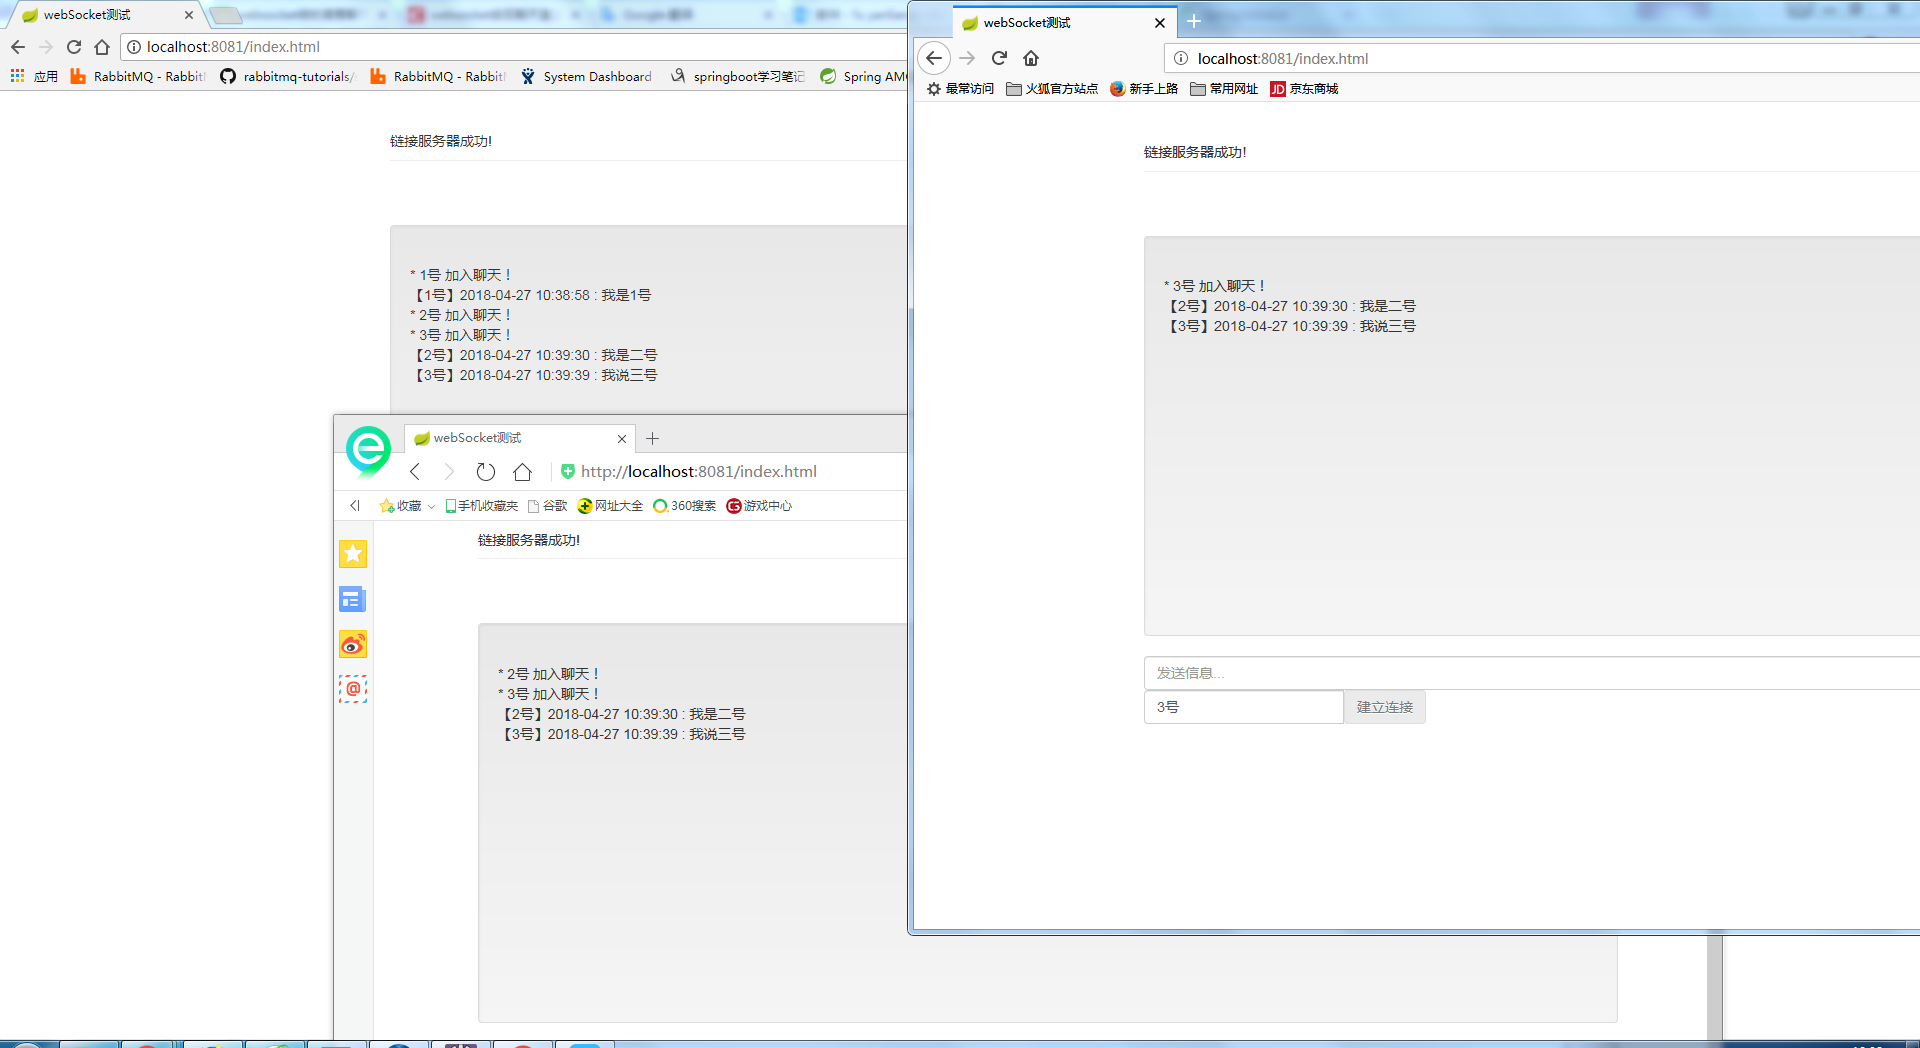 webSocket测试
localhost:8081/index.html
应用 RabbitMQ - Rabbit rabbitmq-tutorials/ RabbitMQ - Rabbit System Dashboard springboot学习笔记 Spring AM
链接服务器成功!
* 1号 加入聊天！
【1号】2018-04-27 10:38:58 : 我是1号
* 2号 加入聊天！
* 3号 加入聊天！
【2号】2018-04-27 10:39:30 : 我是二号
【3号】2018-04-27 10:39:39 : 我说三号
webSocket测试
http://localhost:8081/index.html
收藏 手机收藏夹 谷歌 网址大全 360搜索 游戏中心
链接服务器成功!
* 2号 加入聊天！
* 3号 加入聊天！
【2号】2018-04-27 10:39:30 : 我是二号
【3号】2018-04-27 10:39:39 : 我说三号
webSocket测试
localhost:8081/index.html
最常访问 火狐官方站点 新手上路 常用网址 JD 京东商城
链接服务器成功!
* 3号 加入聊天！
【2号】2018-04-27 10:39:30 : 我是二号
【3号】2018-04-27 10:39:39 : 我说三号
发送信息...
3号 建立连接